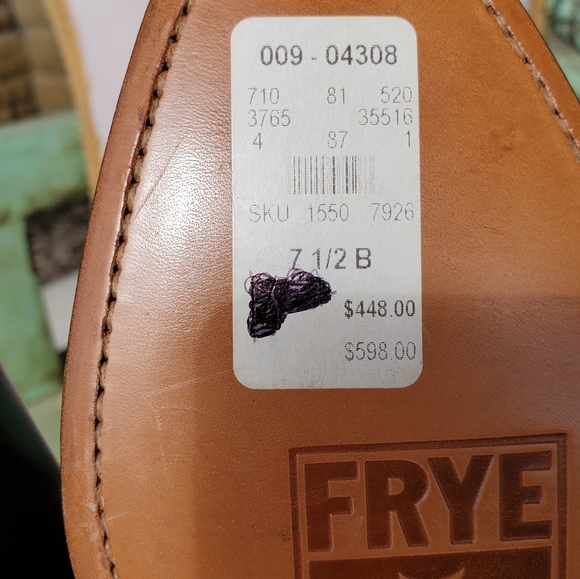 009 - 04308
710 81 520
3765 35516
4 87 1
SKU 1550 7926
7 1/2 B
$448.00
$598.00
FRYE